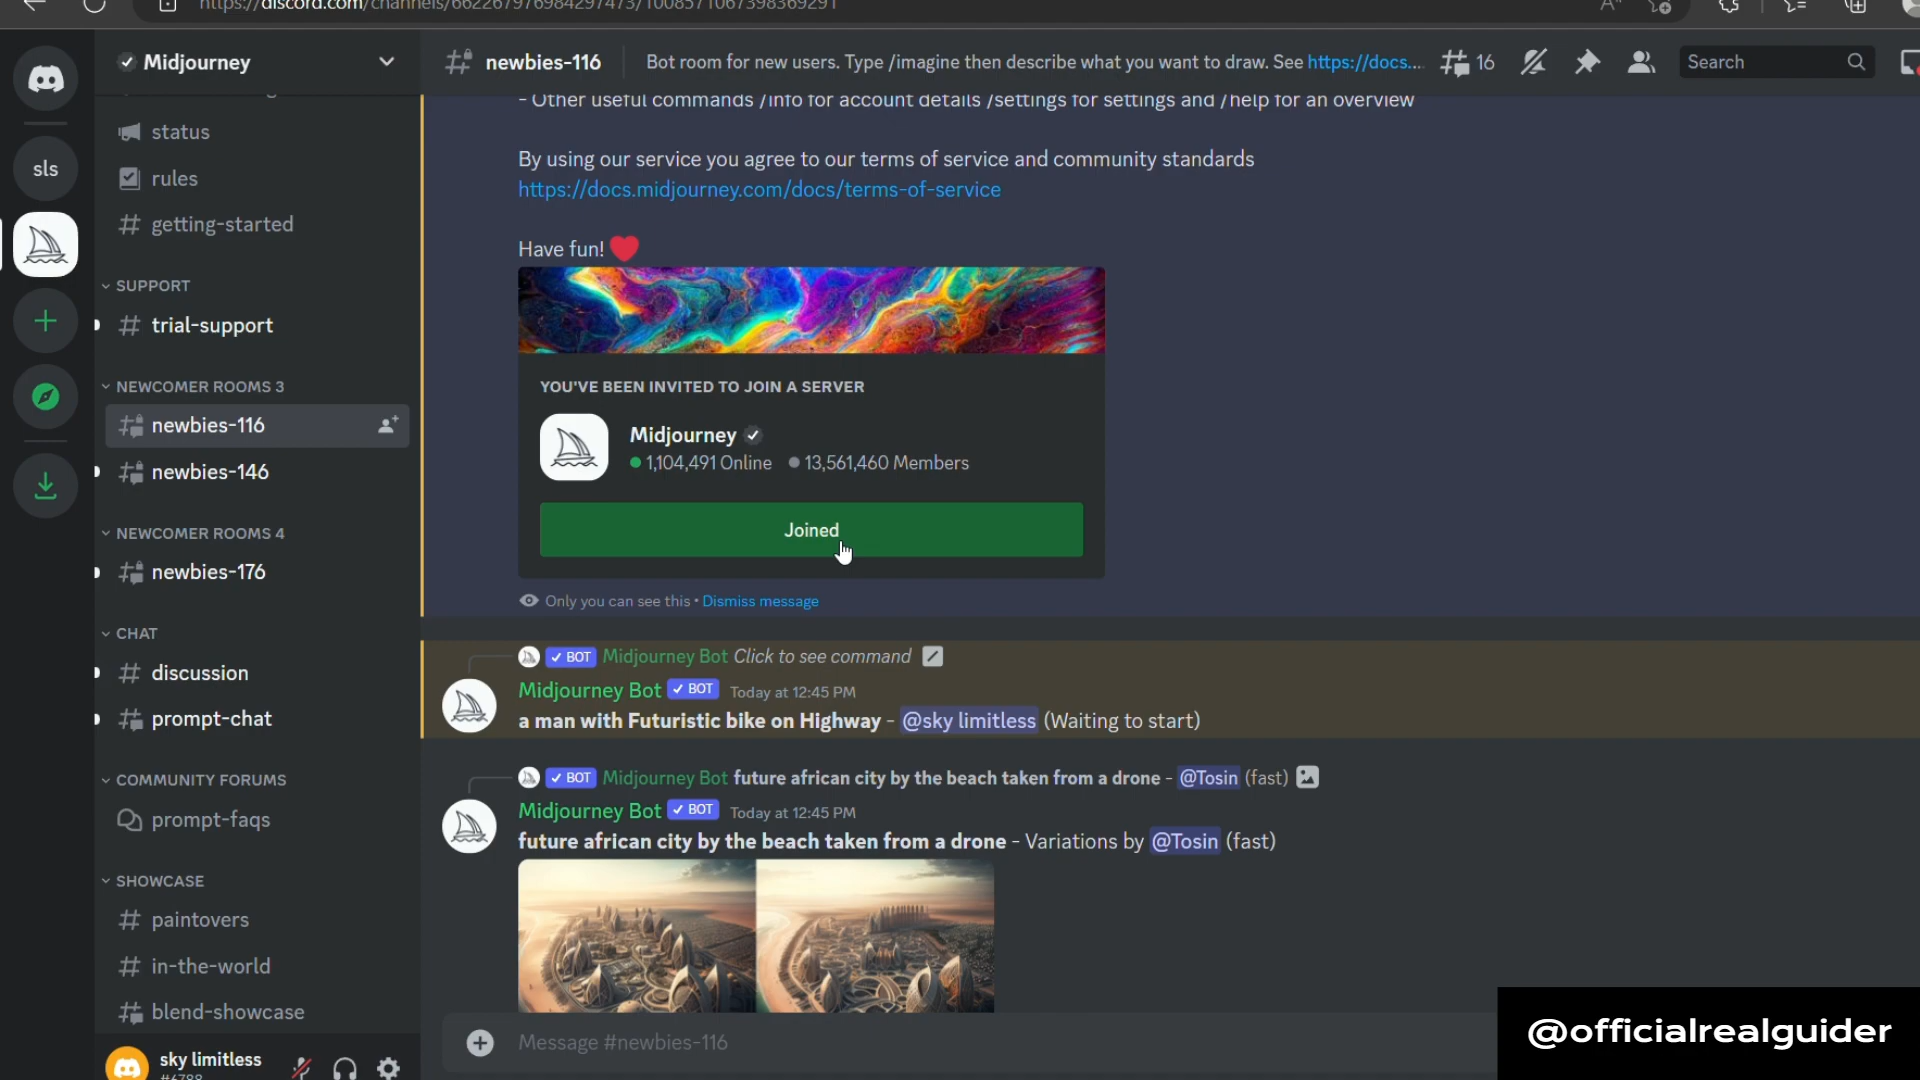 https://discord.com/channels/662267976984297473/1008571067398369291
Midjourney
status
rules
getting-started
SUPPORT
trial-support
NEWCOMER ROOMS 3
newbies-116
newbies-146
NEWCOMER ROOMS 4
newbies-176
CHAT
discussion
prompt-chat
COMMUNITY FORUMS
prompt-faqs
SHOWCASE
paintovers
in-the-world
blend-showcase
sky limitless
#6788
sls
newbies-116
Bot room for new users. Type /imagine then describe what you want to draw. See https://docs....
16
Search
- Other useful commands /info for account details /settings for settings and /help for an overview
By using our service you agree to our terms of service and community standards
https://docs.midjourney.com/docs/terms-of-service
Have fun!
YOU'VE BEEN INVITED TO JOIN A SERVER
Midjourney
1,104,491 Online 13,561,460 Members
Joined
Only you can see this • Dismiss message
BOT Midjourney Bot Click to see command
Midjourney Bot BOT Today at 12:45 PM
a man with Futuristic bike on Highway - @sky limitless (Waiting to start)
BOT Midjourney Bot future african city by the beach taken from a drone - @Tosin (fast)
Midjourney Bot BOT Today at 12:45 PM
future african city by the beach taken from a drone - Variations by @Tosin (fast)
Message #newbies-116
@officialrealguider